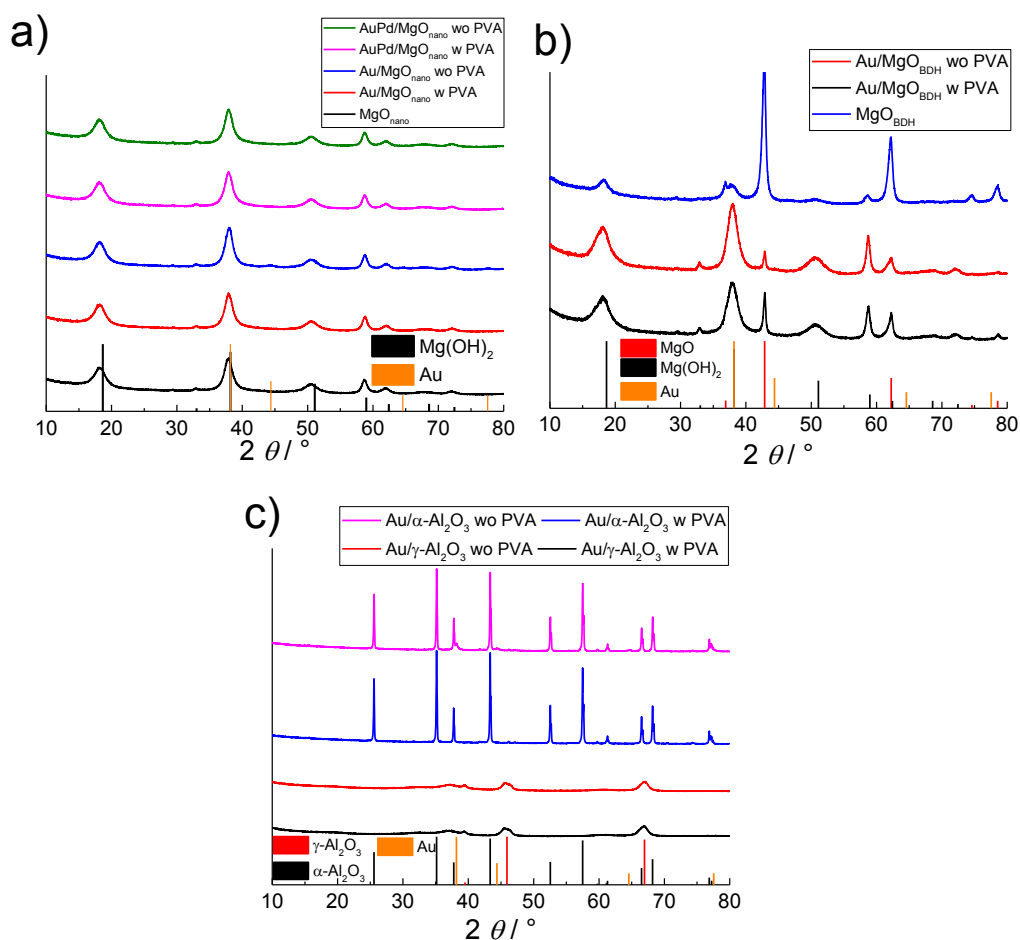 a)
AuPd/MgOnano wo PVA
AuPd/MgOnano w PVA
Au/MgOnano wo PVA
Au/MgOnano w PVA
MgOnano
Mg(OH)2
Au
10 20 30 40 50 60 70 80
2 θ / °
b)
Au/MgOBDH wo PVA
Au/MgOBDH w PVA
MgOBDH
MgO
Mg(OH)2
Au
10 20 30 40 50 60 70 80
2 θ / °
c)
Au/α-Al2O3 wo PVA Au/α-Al2O3 w PVA
Au/γ-Al2O3 wo PVA Au/γ-Al2O3 w PVA
γ-Al2O3 Au
α-Al2O3
10 20 30 40 50 60 70 80
2 θ / °